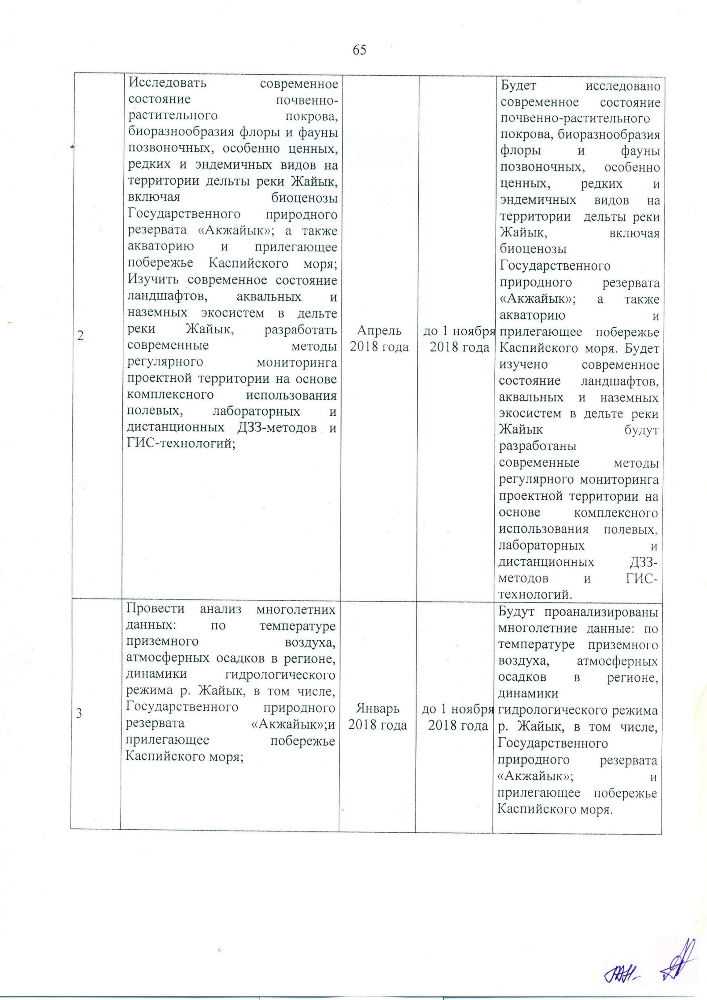 65
Исследовать современное
состояние почвенно-
растительного покрова,
биоразнообразия флоры и фауны
позвоночных, особенно ценных,
редких и эндемичных видов на
территории дельты реки Жайык,
включая биоценозы
Государственного природного
резервата «Акжайык»; а также
акваторию и прилегающее
побережье Каспийского моря;
Изучить современное состояние
ландшафтов, аквальных и
наземных экосистем в дельте
реки Жайык, разработать
современные методы
регулярного мониторинга
проектной территории на основе
комплексного использования
полевых, лабораторных и
дистанционных ДЗЗ-методов и
ГИС-технологий;
2
Апрель
2018 года
до 1 ноября
2018 года
Будет исследовано
современное состояние
почвенно-растительного
покрова, биоразнообразия
флоры и фауны
позвоночных, особенно
ценных, редких и
эндемичных видов на
территории дельты реки
Жайык, включая
биоценозы
Государственного
природного резервата
«Акжайык»; а также
акваторию и
прилегающее побережье
Каспийского моря. Будет
изучено современное
состояние ландшафтов,
аквальных и наземных
экосистем в дельте реки
Жайык будут
разработаны
современные методы
регулярного мониторинга
проектной территории на
основе комплексного
использования полевых,
лабораторных и
дистанционных ДЗЗ-
методов и ГИС-
технологий.
3
Провести анализ многолетних
данных: по температуре
приземного воздуха,
атмосферных осадков в регионе,
динамики гидрологического
режима р. Жайык, в том числе,
Государственного природного
резервата «Акжайык»;и
прилегающее побережье
Каспийского моря;
Январь
2018 года
до 1 ноября
2018 года
Будут проанализированы
многолетние данные: по
температуре приземного
воздуха, атмосферных
осадков в регионе,
динамики
гидрологического режима
р. Жайык, в том числе,
Государственного
природного резервата
«Акжайык»; и
прилегающее побережье
Каспийского моря.